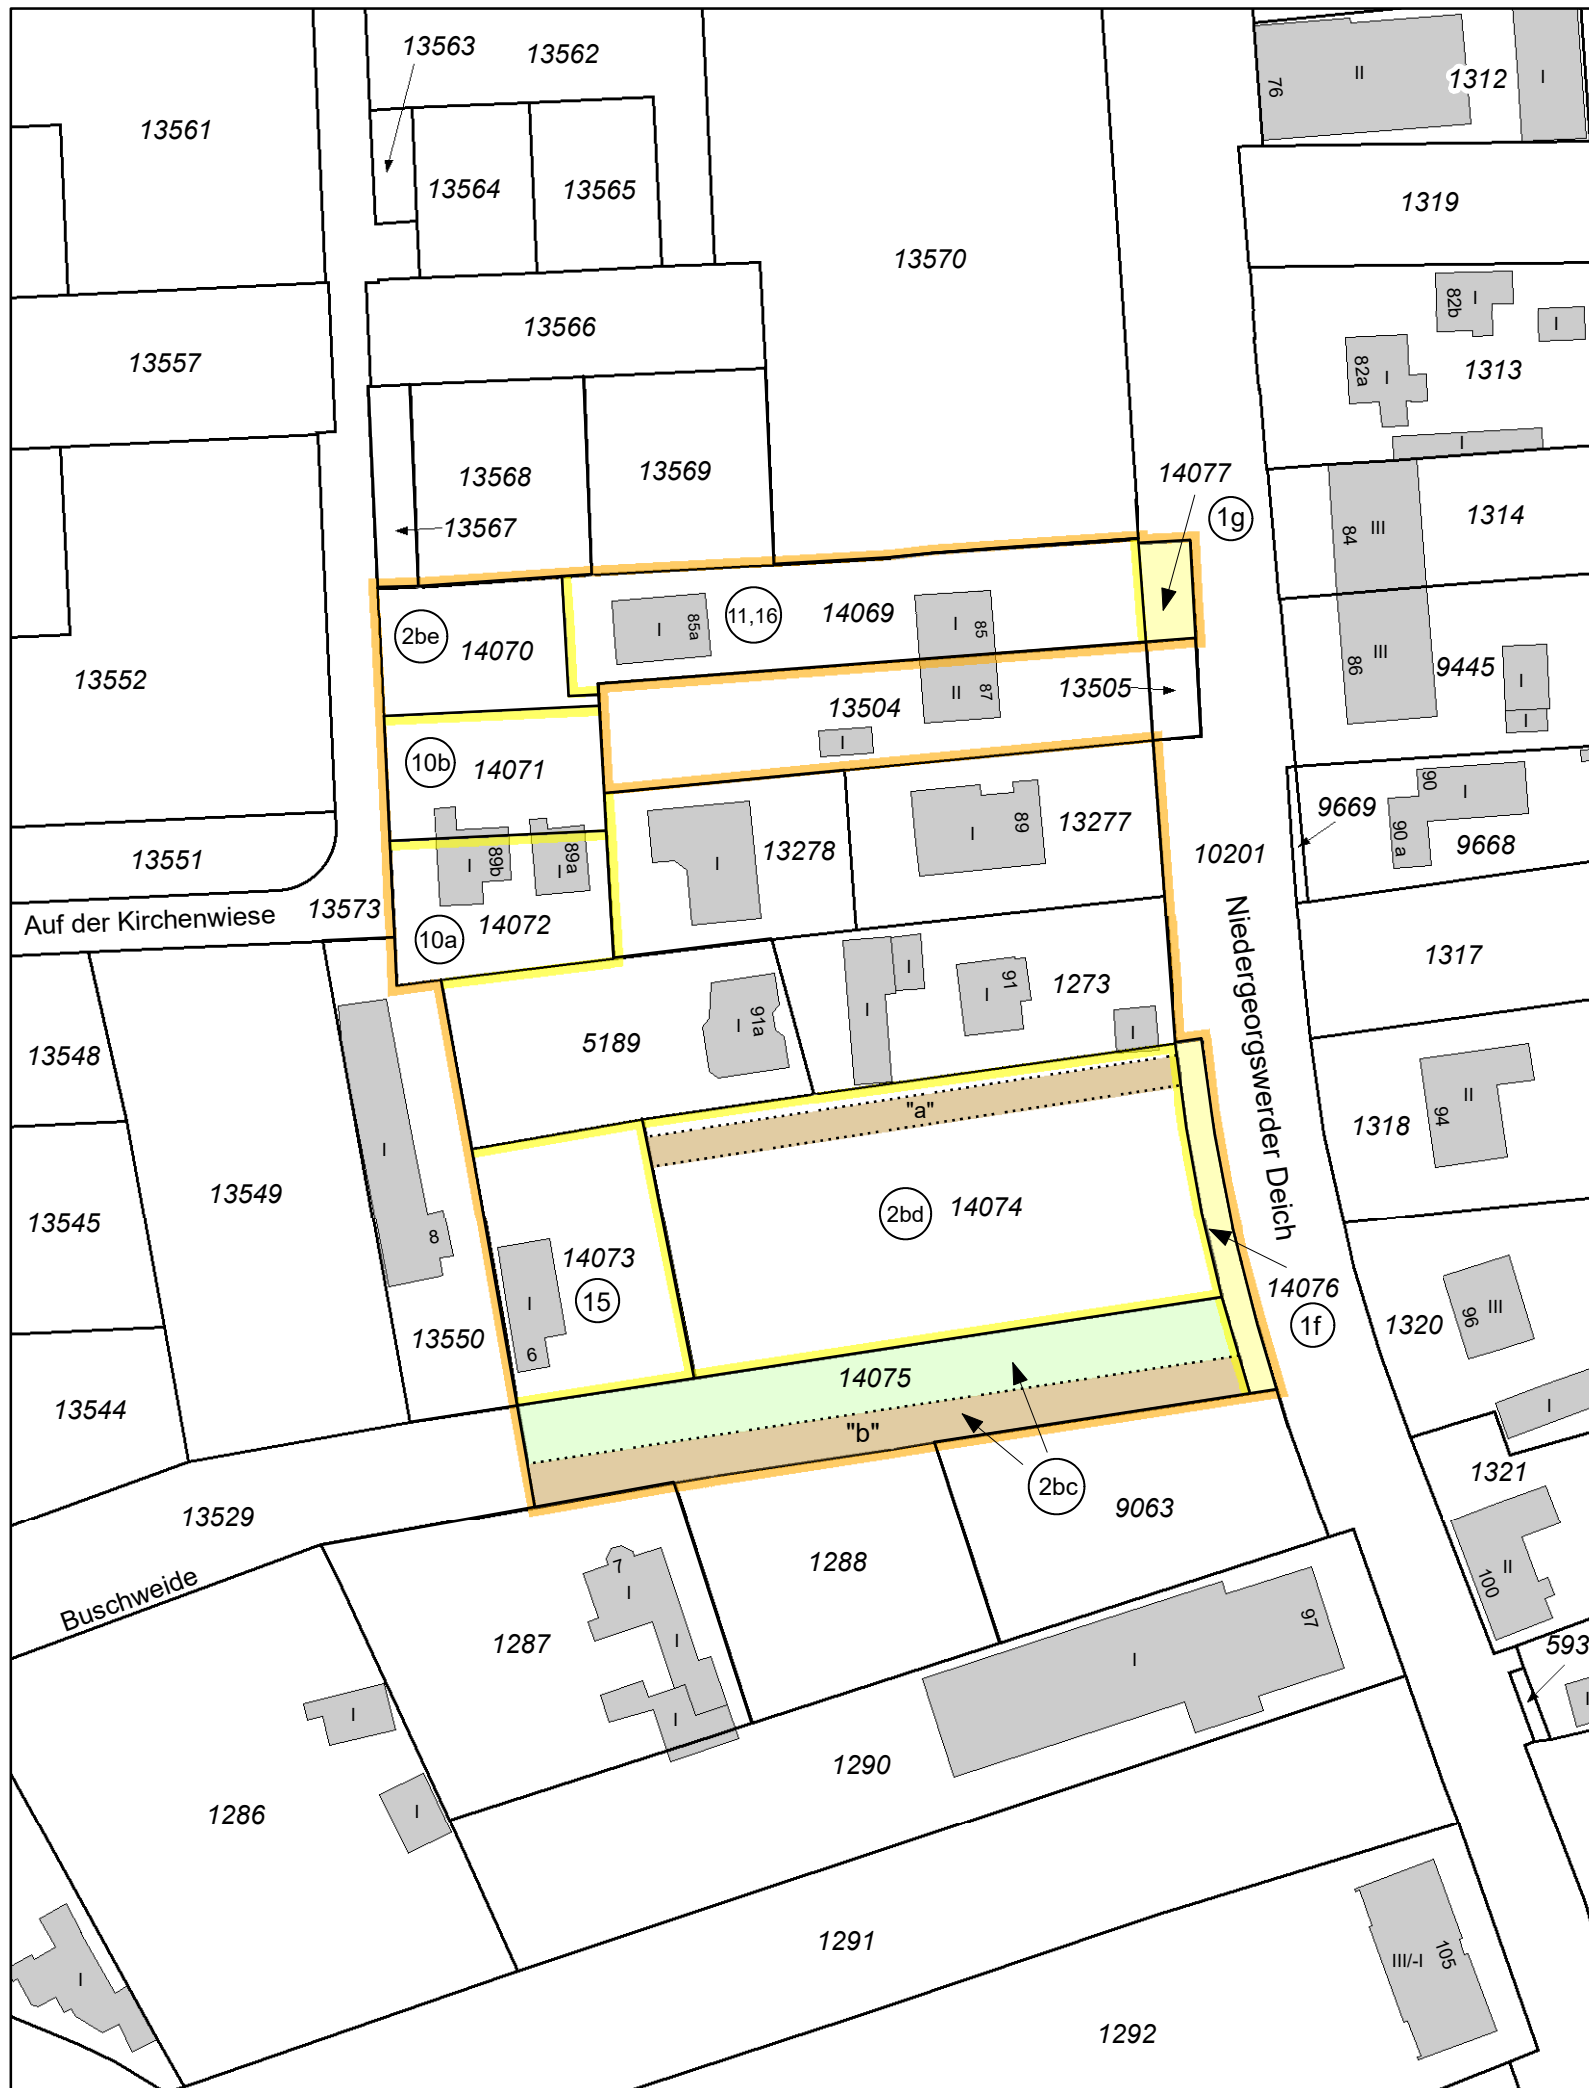 13563
13562
13561
13564
13565
76
II
1312
I
1319
13570
13566
13557
82b
I
I
82a
I
1313
I
13568
13569
13567
14077
1g
84
III
1314
2be
14070
I
85a
11,16
14069
I
85
13552
13504
II
87
13505
I
86
III
9445
I
I
10b
14071
13278
I
89
13277
I
9669
90
I
90 a
9668
13551
I
89b
I
89a
10201
Auf der Kirchenwiese
13573
10a
14072
Niedergeorgswerder Deich
1317
13548
5189
I
91a
I
I
I
91
1273
I
"a"
13549
I
13545
8
2bd
14074
1318
II
94
14073
15
I
6
14076
1f
1320
96
III
13550
13544
14075
"b"
2bc
I
1321
13529
9063
1288
II
100
Buschweide
7
I
1287
I
I
97
I
593
I
I
I
1290
1286
I
1291
III/-I
105
I
1292